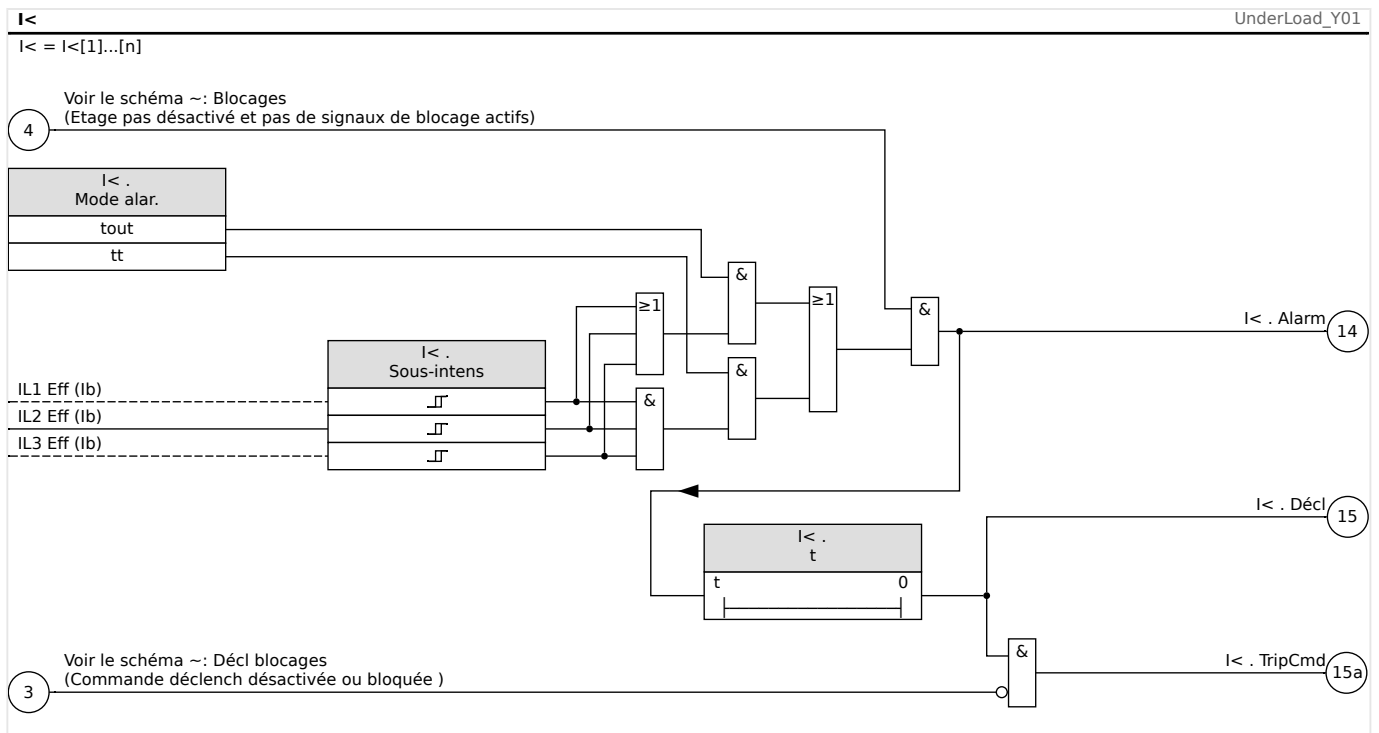 I<
UnderLoad_Y01
I< = I<[1]...[n]
Voir le schéma ~: Blocages
(Etage pas désactivé et pas de signaux de blocage actifs)
4
I< .
Mode alar.
tout
tt
&
≥1
≥1
&
I< . Alarm
14
I< .
Sous-intens
&
IL1 Eff (Ib)
&
IL2 Eff (Ib)
IL3 Eff (Ib)
I< . Décl
15
I< .
t
t
0
Voir le schéma ~: Décl blocages
(Commande déclench désactivée ou bloquée )
3
&
I< . TripCmd
15a